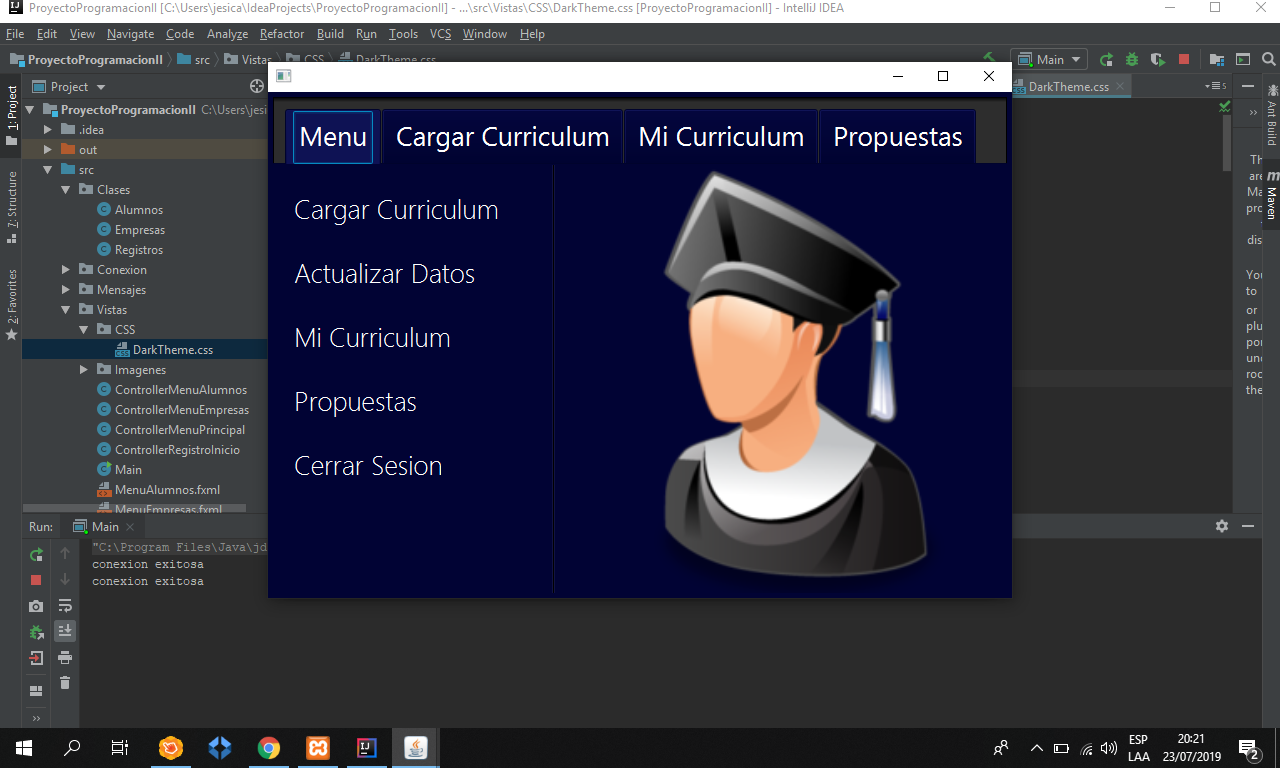 ProyectoProgramacionII [C:\Users\jesica\IdeaProjects\ProyectoProgramacionII] - ...\src\Vistas\CSS\DarkTheme.css [ProyectoProgramacionII] - IntelliJ IDEA
File Edit View Navigate Code Analyze Refactor Build Run Tools VCS Window Help
ProyectoProgramacionII src Vistas CSS DarkTheme.css
Main
Project
DarkTheme.css
5
1: Project
7: Structure
2: Favorites
Ant Build
Maven
ProyectoProgramacionII C:\Users\jesi
.idea
out
src
Clases
Alumnos
Empresas
Registros
Conexion
Mensajes
Vistas
CSS
DarkTheme.css
Imagenes
ControllerMenuAlumnos
ControllerMenuEmpresas
ControllerMenuPrincipal
ControllerRegistroInicio
Main
MenuAlumnos.fxml
MenuEmpresas.fxml
Menu
Cargar Curriculum
Mi Curriculum
Propuestas
Cargar Curriculum
Actualizar Datos
Mi Curriculum
Propuestas
Cerrar Sesion
Th
are
Ma
pro
dis
You
to
or
plu
por
und
roc
the
Run: Main
"C:\Program Files\Java\jd
conexion exitosa
conexion exitosa
ESP
LAA
20:21
23/07/2019
2